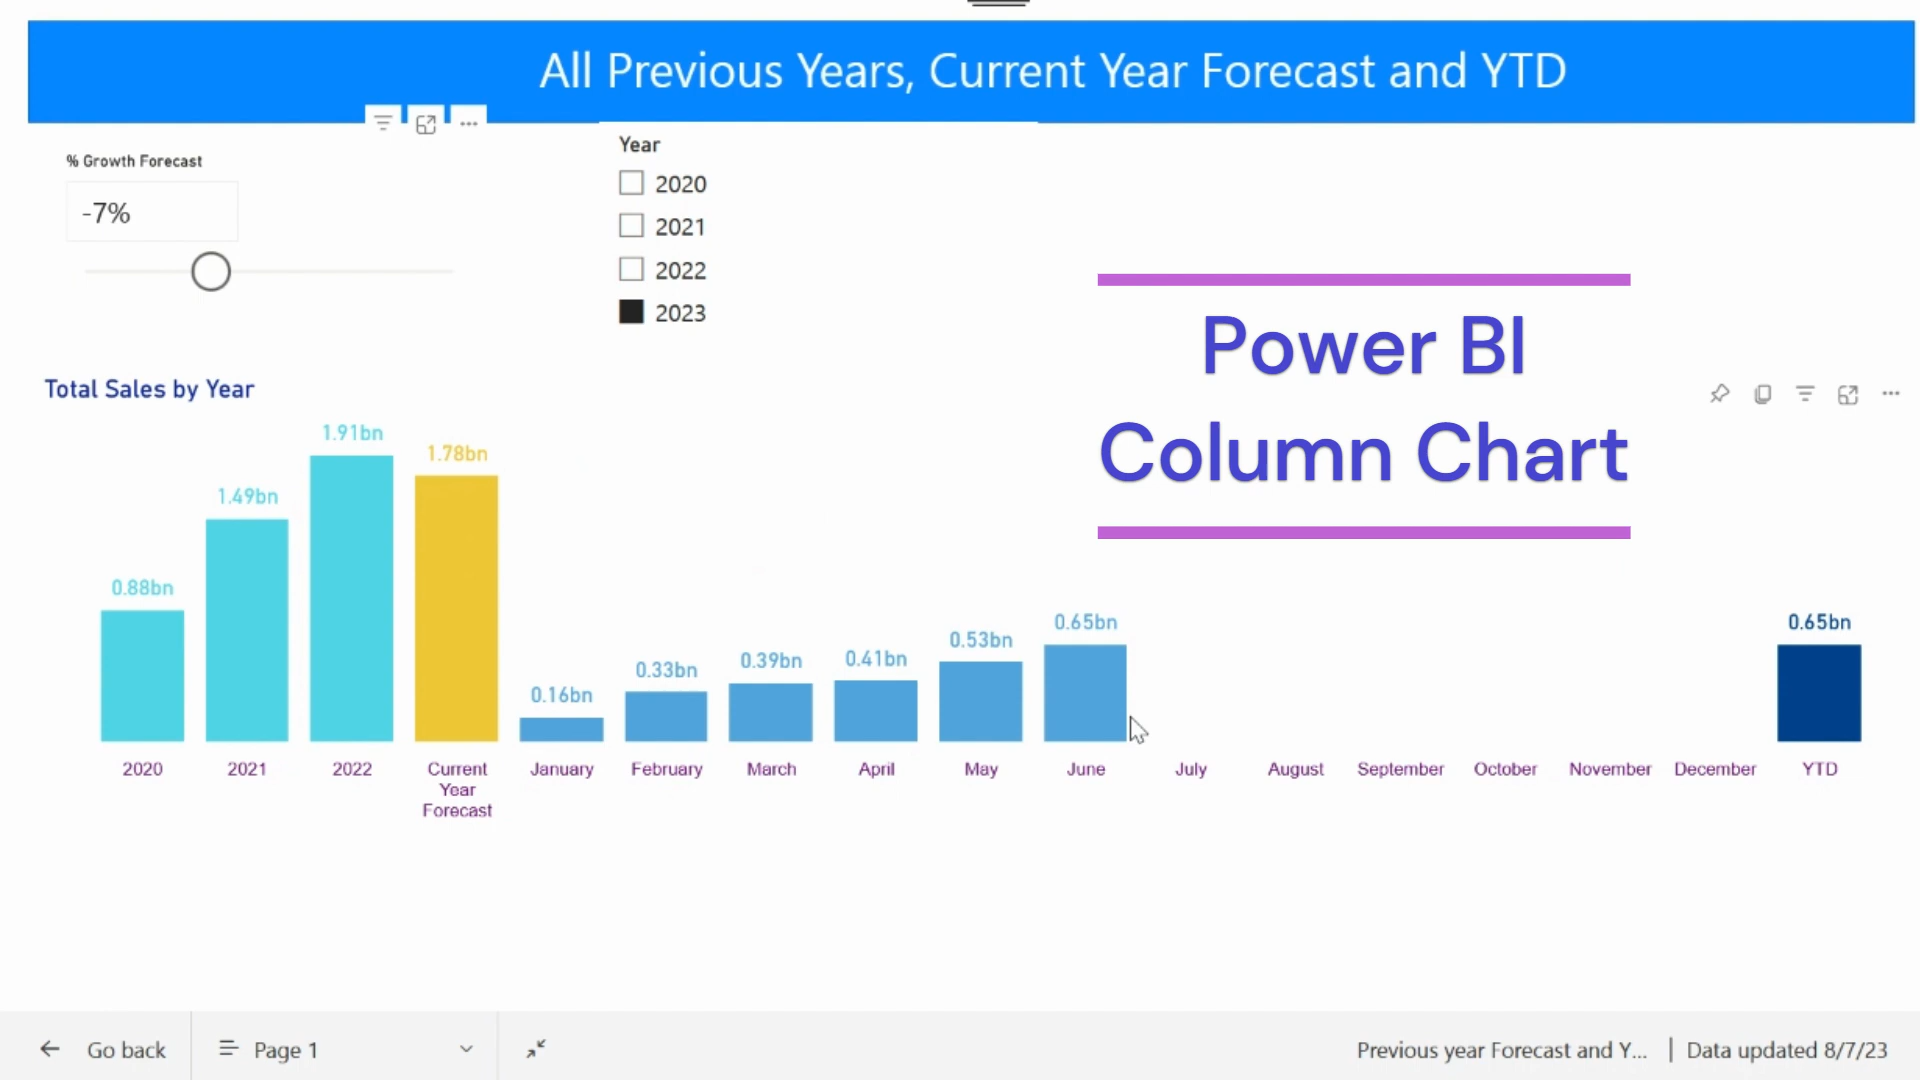 All Previous Years, Current Year Forecast and YTD
% Growth Forecast
-7%
Year
2020
2021
2022
2023
Power BI
Column Chart
Total Sales by Year
0.88bn
1.49bn
1.91bn
1.78bn
0.16bn
0.33bn
0.39bn
0.41bn
0.53bn
0.65bn
0.65bn
2020
2021
2022
Current
Year
Forecast
January
February
March
April
May
June
July
August
September
October
November
December
YTD
Go back
Page 1
Previous year Forecast and Y...
Data updated 8/7/23